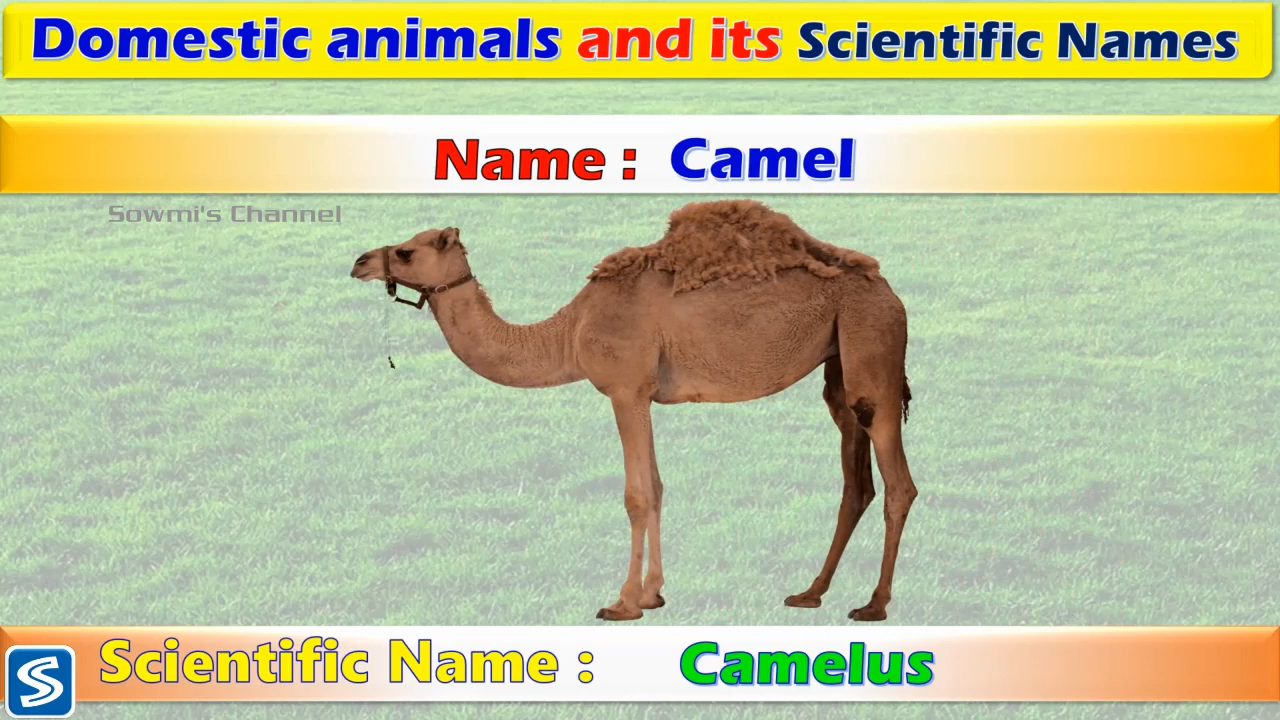 Domestic animals and its Scientific Names
Name : Camel
Sowmi's Channel
S
Scientific Name : Camelus